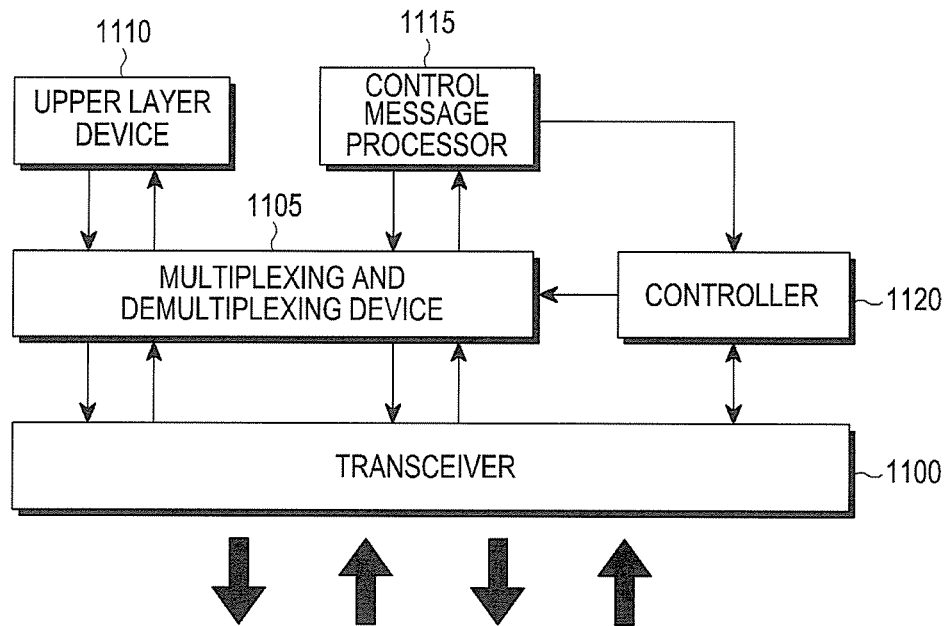 1110
1115
UPPER LAYER
DEVICE
CONTROL
MESSAGE
PROCESSOR
1105
MULTIPLEXING AND
DEMULTIPLEXING DEVICE
CONTROLLER
1120
TRANSCEIVER
1100